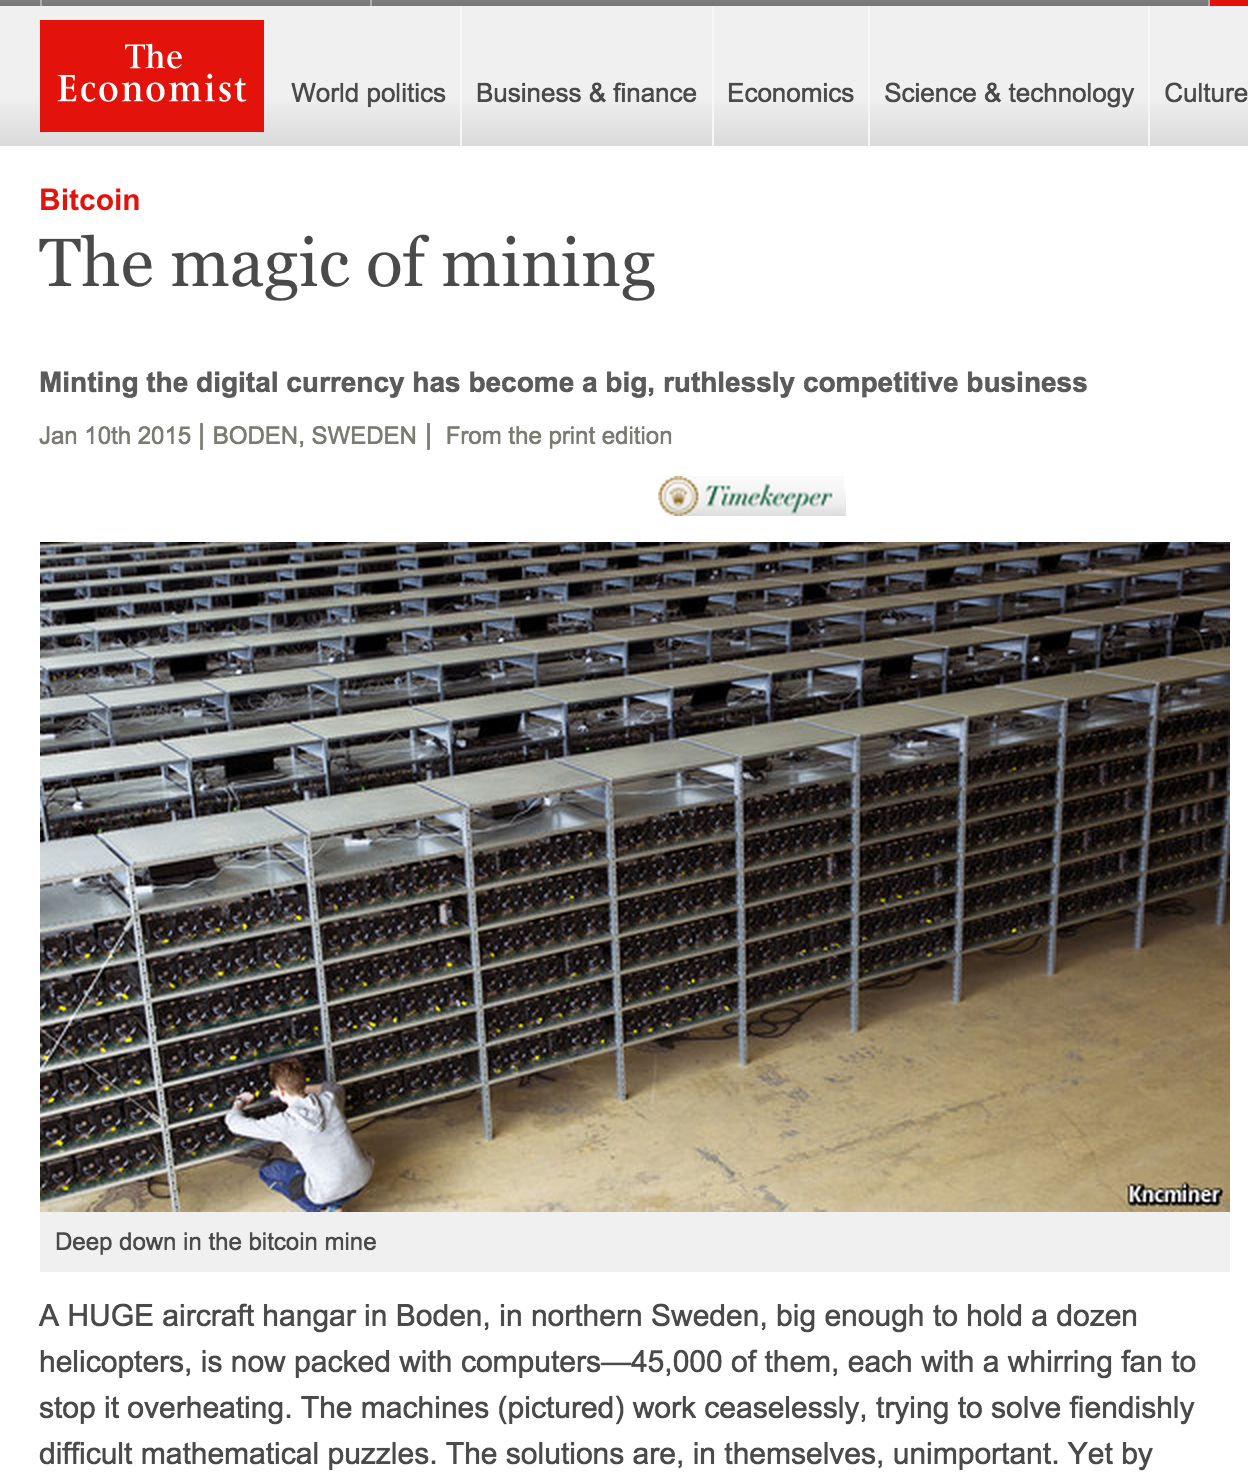 The
Economist
World politics
Business & finance
Economics
Science & technology
Culture
Bitcoin
The magic of mining
Minting the digital currency has become a big, ruthlessly competitive business
Jan 10th 2015 | BODEN, SWEDEN | From the print edition
Timekeeper
Kncminer
Deep down in the bitcoin mine
A HUGE aircraft hangar in Boden, in northern Sweden, big enough to hold a dozen
helicopters, is now packed with computers—45,000 of them, each with a whirring fan to
stop it overheating. The machines (pictured) work ceaselessly, trying to solve fiendishly
difficult mathematical puzzles. The solutions are, in themselves, unimportant. Yet by